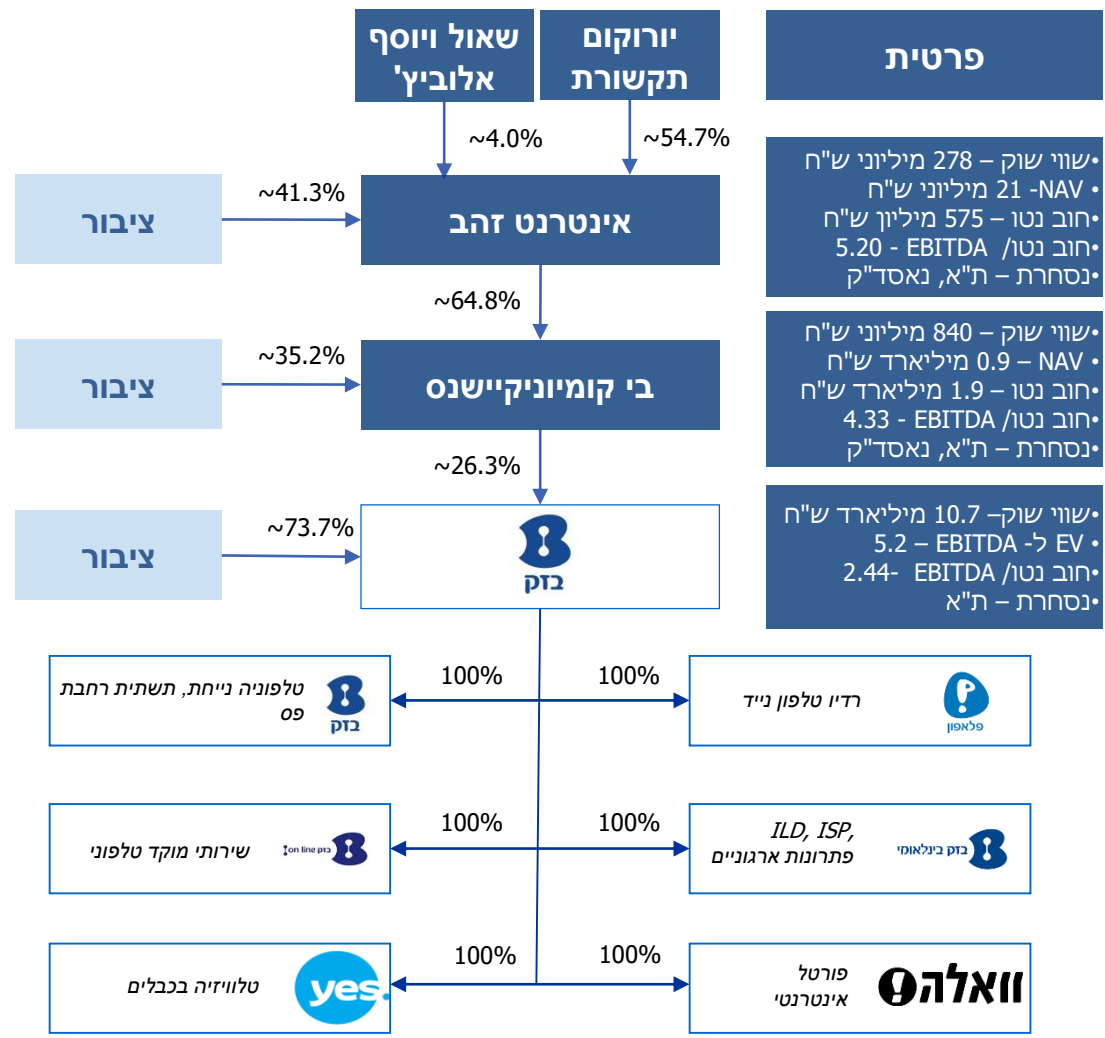 שאול ויוסף
אלוביץ'
יורוקום
תקשורת
פרטית
~4.0%
~54.7%
•שווי שוק – 278 מיליוני ש"ח
•NAV- 21 מיליוני ש"ח
•חוב נטו – 575 מיליון ש"ח
•חוב נטו/ EBITDA - 5.20
•נסחרת – ת"א, נאסד"ק
ציבור
~41.3%
אינטרנט זהב
~64.8%
ציבור
~35.2%
בי קומיוניקיישנס
•שווי שוק – 840 מיליוני ש"ח
•NAV – 0.9 מיליארד ש"ח
•חוב נטו – 1.9 מיליארד ש"ח
•חוב נטו/ EBITDA - 4.33
•נסחרת – ת"א, נאסד"ק
~26.3%
ציבור
~73.7%
בזק
•שווי שוק– 10.7 מיליארד ש"ח
•EV ל- EBITDA – 5.2
•חוב נטו/ EBITDA -2.44
•נסחרת – ת"א
טלפוניה נייחת, תשתית רחבת
פס
בזק
100%
100%
רדיו טלפון נייד
פלאפון
שירותי מוקד טלפוני
בזק on line
100%
100%
ILD, ISP,
פתרונות ארגוניים
בזק בינלאומי
טלוויזיה בכבלים
yes.
100%
100%
פורטל
אינטרנטי
וואלה!